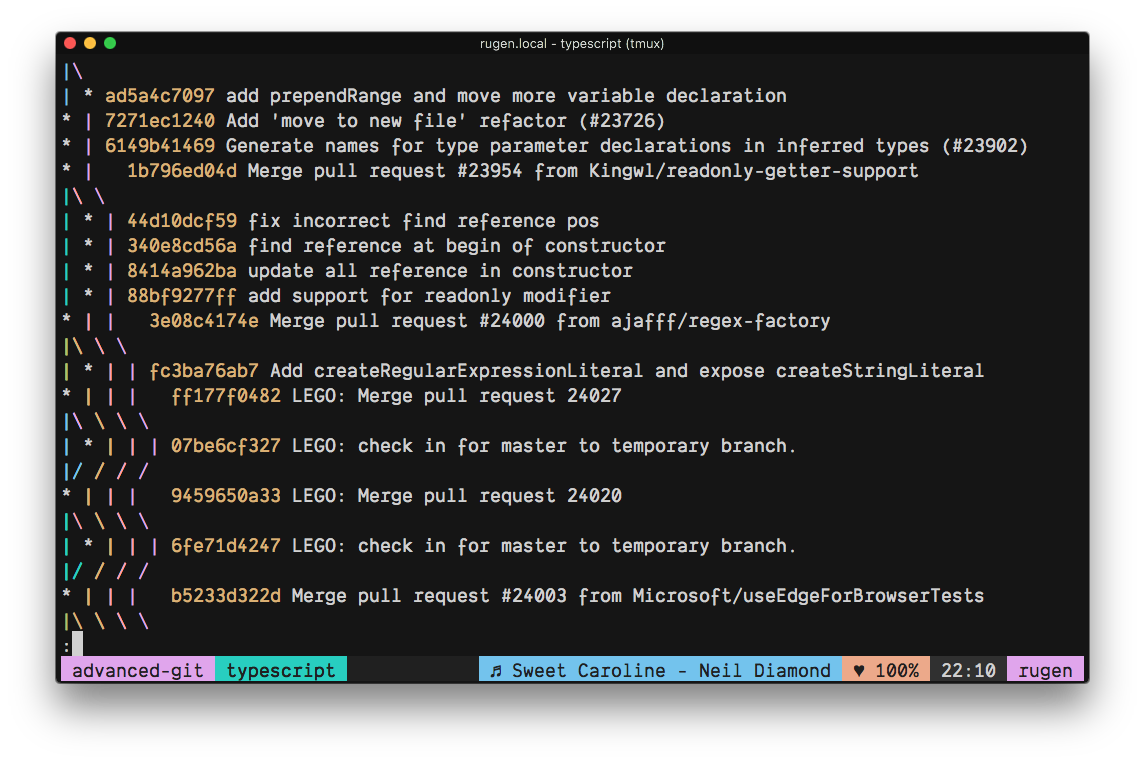 rugen.local - typescript (tmux)
|\
| * ad5a4c7097 add prependRange and move more variable declaration
* | 7271ec1240 Add 'move to new file' refactor (#23726)
* | 6149b41469 Generate names for type parameter declarations in inferred types (#23902)
* |   1b796ed04d Merge pull request #23954 from Kingwl/readonly-getter-support
|\ \
| * | 44d10dcf59 fix incorrect find reference pos
| * | 340e8cd56a find reference at begin of constructor
| * | 8414a962ba update all reference in constructor
| * | 88bf9277ff add support for readonly modifier
* | |   3e08c4174e Merge pull request #24000 from ajafff/regex-factory
|\ \ \
| * | | fc3ba76ab7 Add createRegularExpressionLiteral and expose createStringLiteral
* | | |   ff177f0482 LEGO: Merge pull request 24027
|\ \ \ \
| * | | | 07be6cf327 LEGO: check in for master to temporary branch.
|/ / / /
* | | |   9459650a33 LEGO: Merge pull request 24020
|\ \ \ \
| * | | | 6fe71d4247 LEGO: check in for master to temporary branch.
|/ / / /
* | | |   b5233d322d Merge pull request #24003 from Microsoft/useEdgeForBrowserTests
|\ \ \ \
:
advanced-git typescript ♬ Sweet Caroline - Neil Diamond ♥ 100% 22:10 rugen